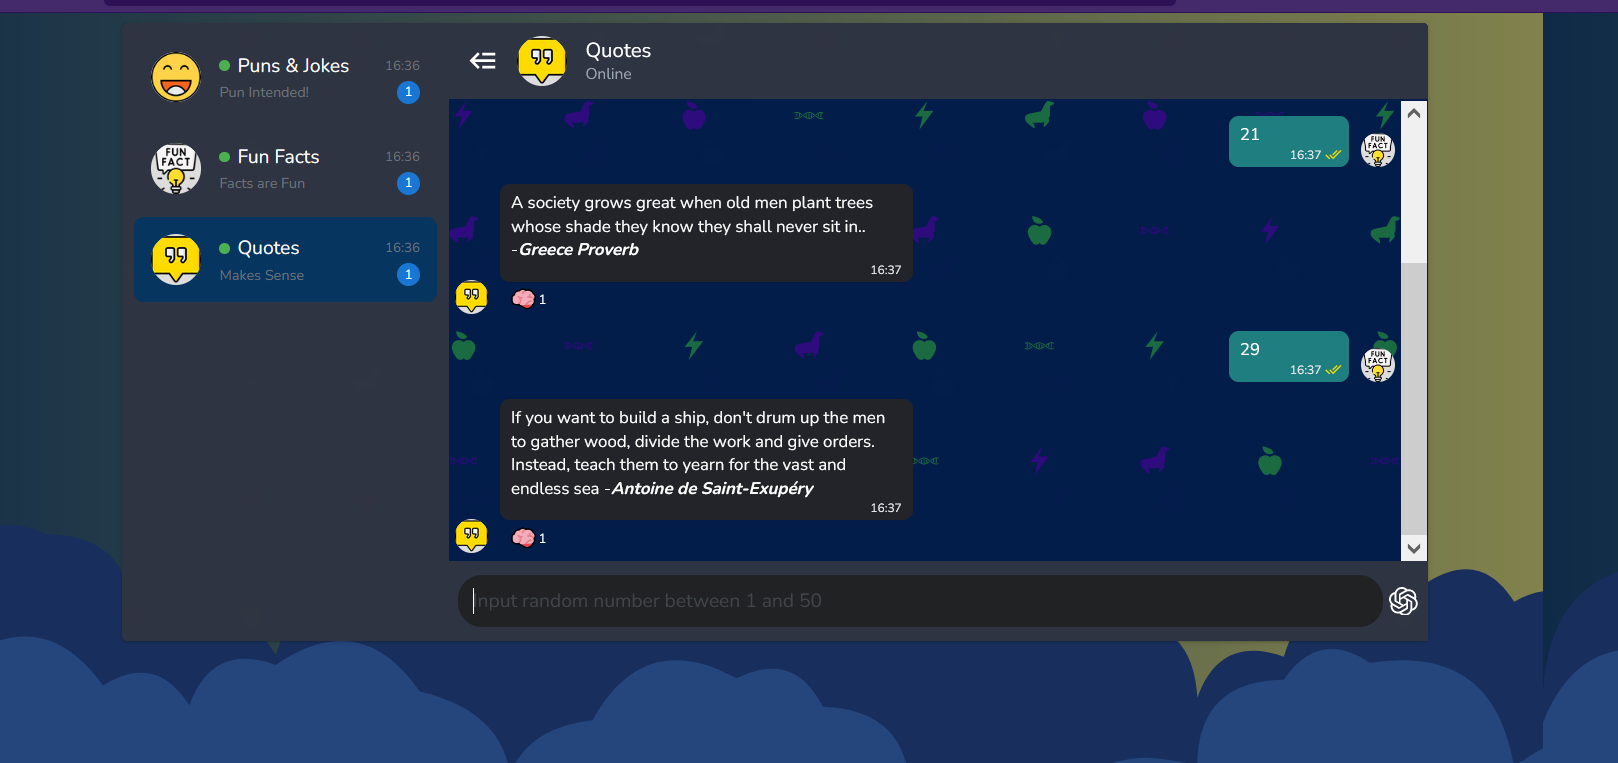 Puns & Jokes 16:36
Pun Intended! 1
FUN FACT
Fun Facts 16:36
Facts are Fun 1
Quotes 16:36
Makes Sense 1
Quotes
Online
21
16:37
FUN FACT
A society grows great when old men plant trees
whose shade they know they shall never sit in..
-Greece Proverb
16:37
1
29
16:37
FUN FACT
If you want to build a ship, don't drum up the men
to gather wood, divide the work and give orders.
Instead, teach them to yearn for the vast and
endless sea -Antoine de Saint-Exupéry
16:37
1
Input random number between 1 and 50